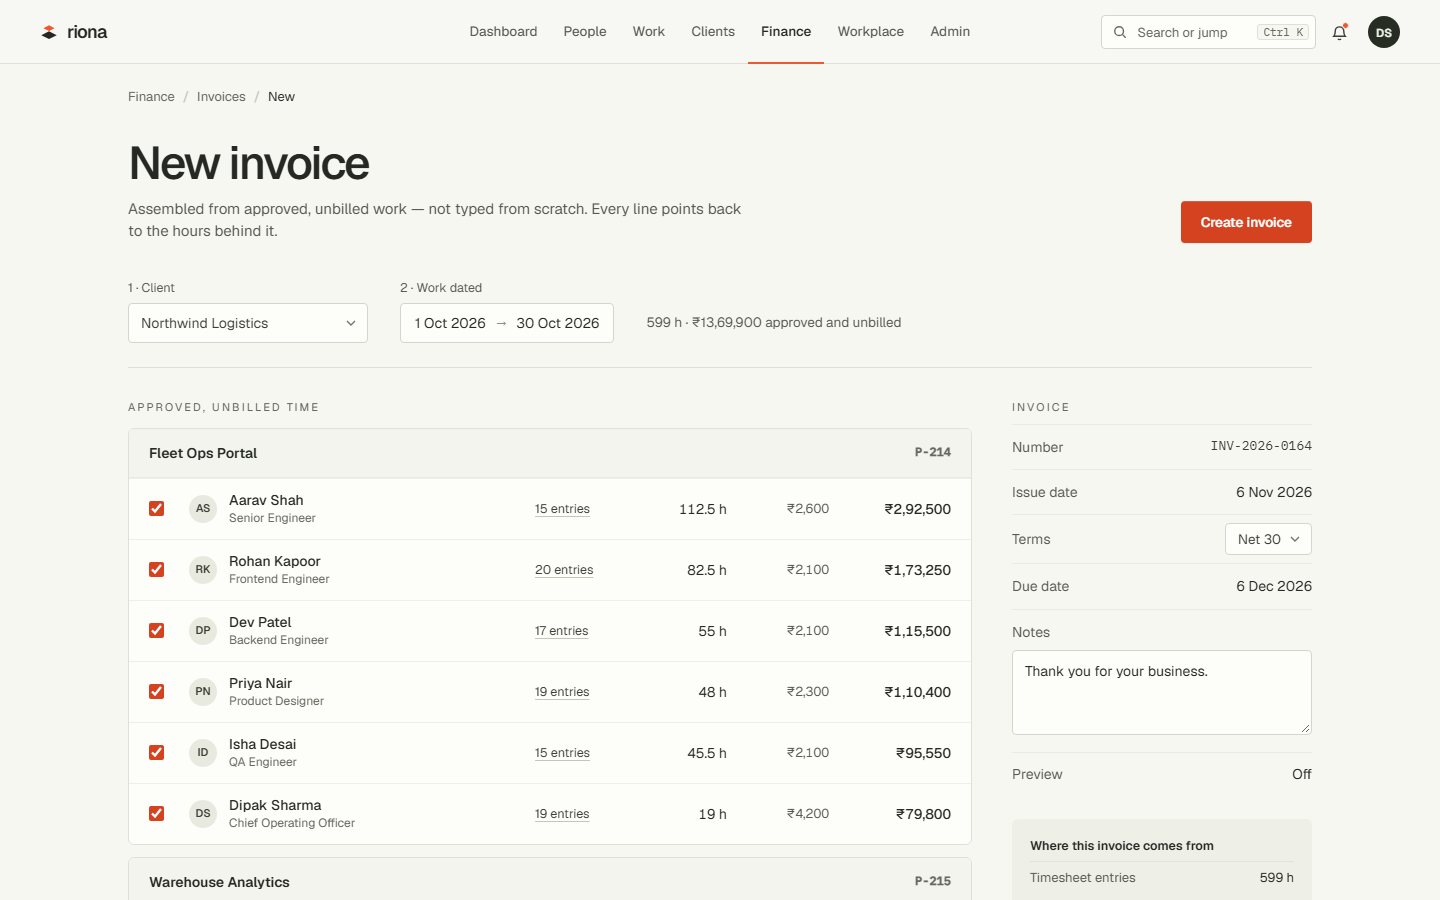 riona
Dashboard People Work Clients Finance Workplace Admin
Search or jump Ctrl K
DS
Finance / Invoices / New
New invoice
Assembled from approved, unbilled work — not typed from scratch. Every line points back
to the hours behind it.
Create invoice
1 · Client
2 · Work dated
Northwind Logistics
1 Oct 2026 → 30 Oct 2026
599 h · ₹13,69,900 approved and unbilled
APPROVED, UNBILLED TIME
Fleet Ops Portal P-214
AS Aarav Shah 15 entries 112.5 h ₹2,600 ₹2,92,500
Senior Engineer
RK Rohan Kapoor 20 entries 82.5 h ₹2,100 ₹1,73,250
Frontend Engineer
DP Dev Patel 17 entries 55 h ₹2,100 ₹1,15,500
Backend Engineer
PN Priya Nair 19 entries 48 h ₹2,300 ₹1,10,400
Product Designer
ID Isha Desai 15 entries 45.5 h ₹2,100 ₹95,550
QA Engineer
DS Dipak Sharma 19 entries 19 h ₹4,200 ₹79,800
Chief Operating Officer
Warehouse Analytics P-215
INVOICE
Number INV-2026-0164
Issue date 6 Nov 2026
Terms Net 30
Due date 6 Dec 2026
Notes
Thank you for your business.
Preview Off
Where this invoice comes from
Timesheet entries 599 h